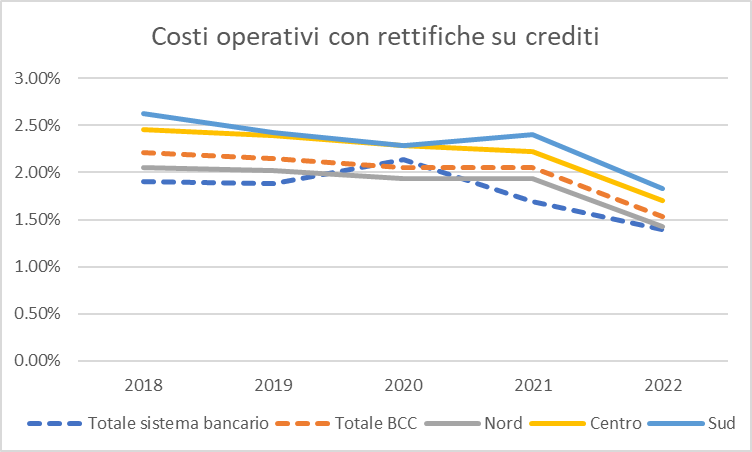 Costi operativi con rettifiche su crediti
3.00%
2.50%
2.00%
1.50%
1.00%
0.50%
0.00%
2018 2019 2020 2021 2022
Totale sistema bancario Totale BCC Nord Centro Sud